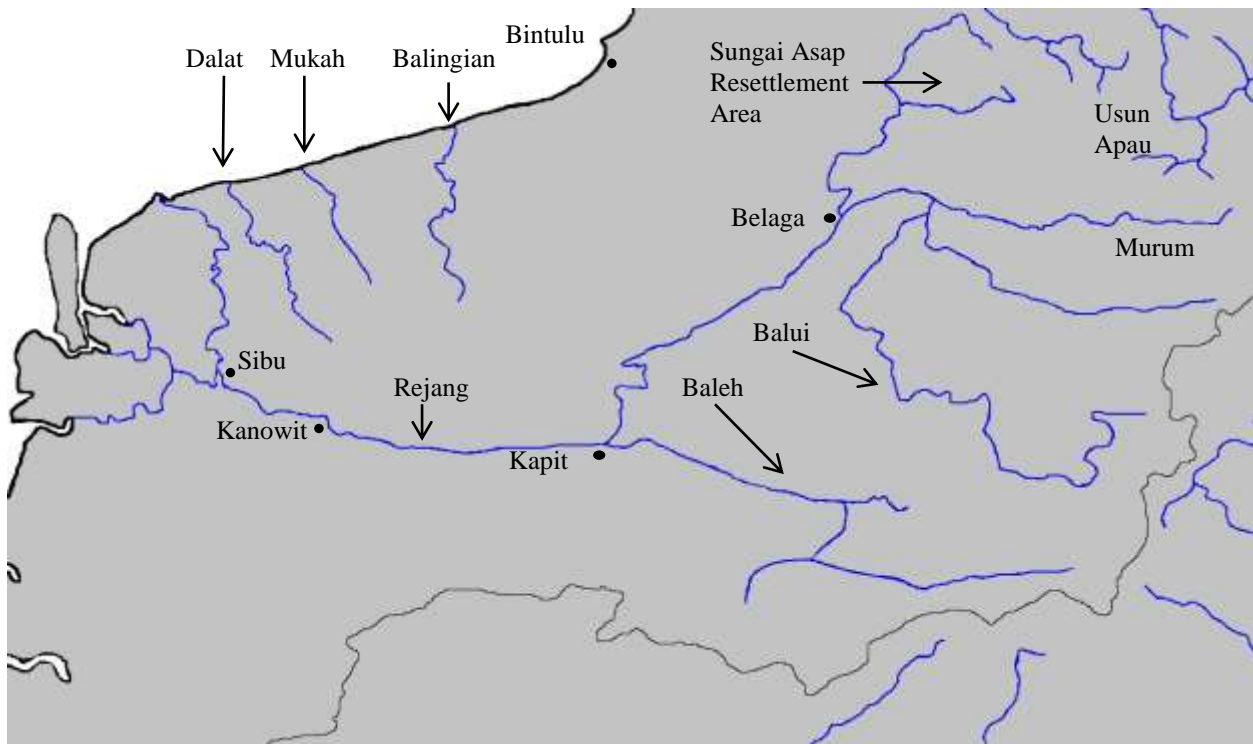 Bintulu
Dalat
Mukah
Balingian
Sungai Asap
Resettlement
Area
Usun
Apau
Belaga
Murum
Balui
Sibu
Rejang
Baleh
Kanowit
Kapit